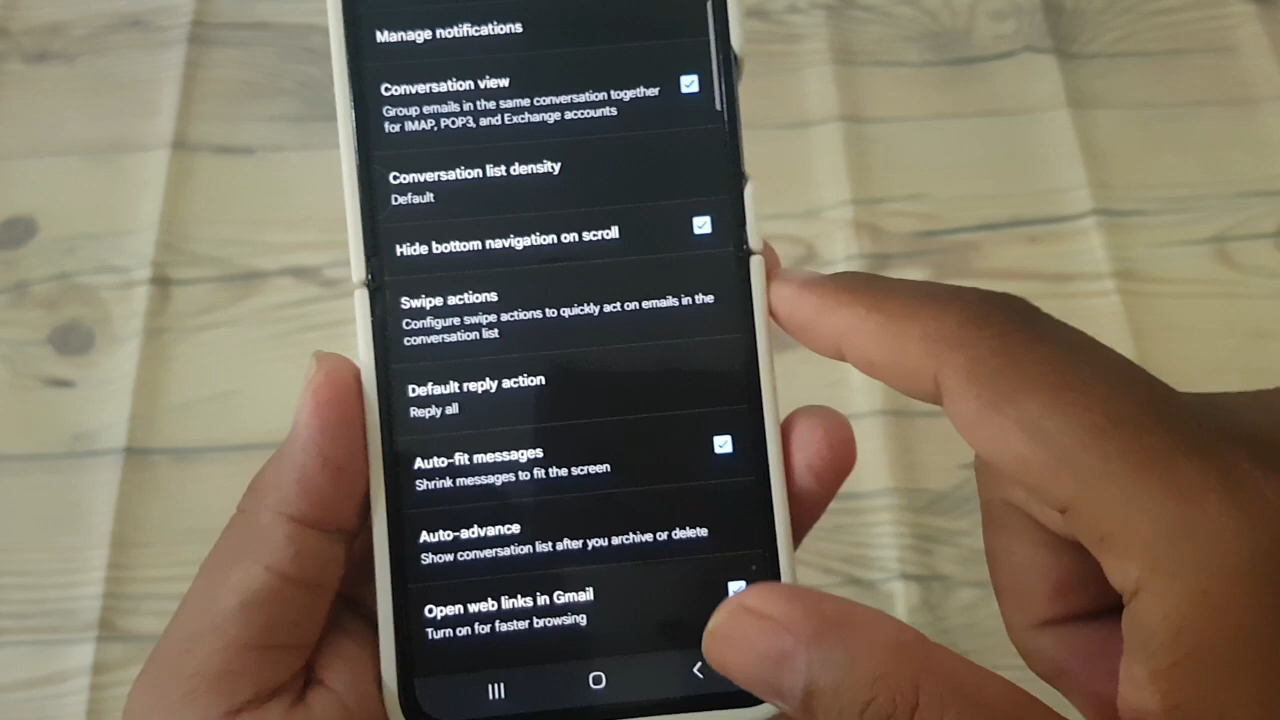 Manage notifications
Conversation view
Group emails in the same conversation together
for IMAP, POP3, and Exchange accounts
Conversation list density
Default
Hide bottom navigation on scroll
Swipe actions
Configure swipe actions to quickly act on emails in the
conversation list
Default reply action
Reply all
Auto-fit messages
Shrink messages to fit the screen
Auto-advance
Show conversation list after you archive or delete
Open web links in Gmail
Turn on for faster browsing